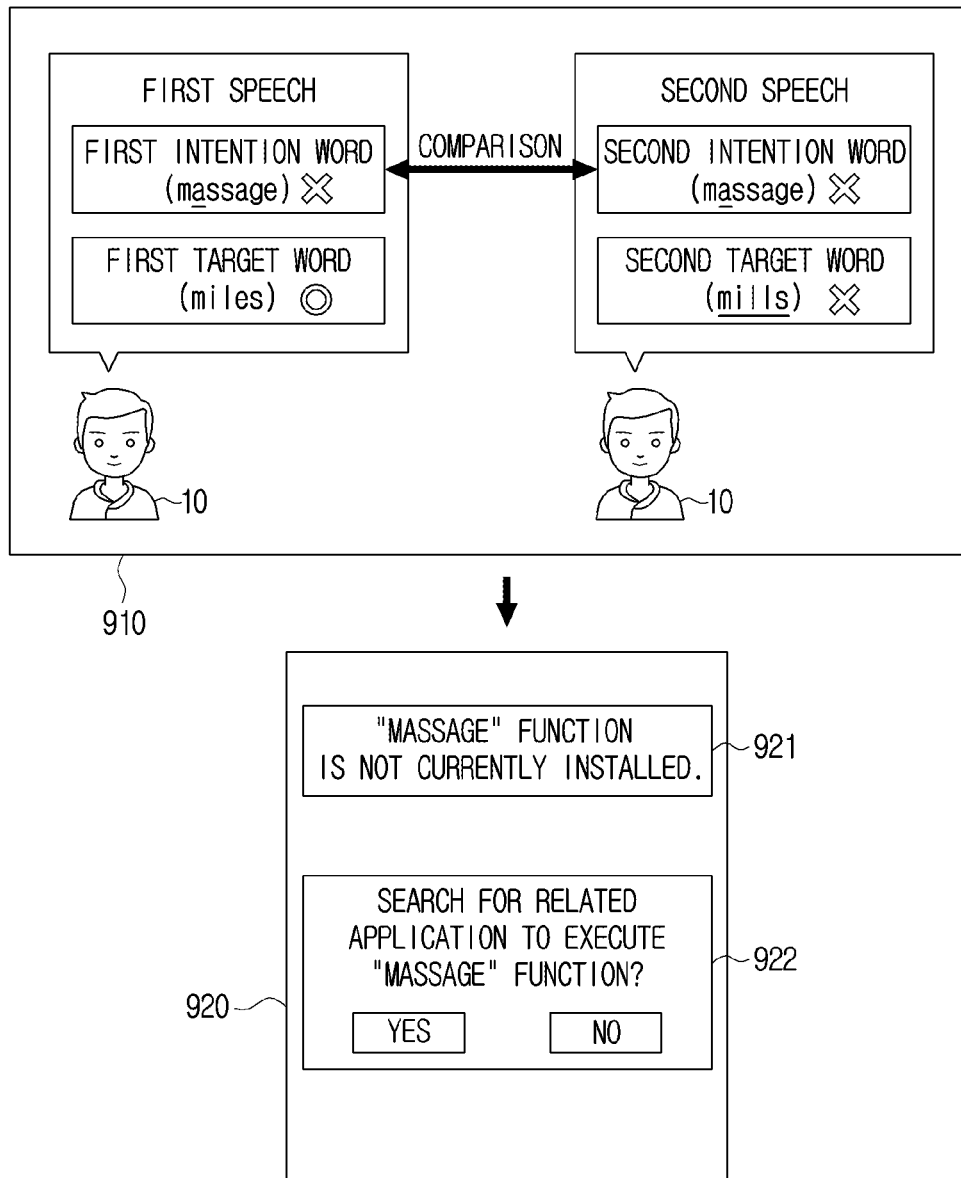 FIRST SPEECH
FIRST INTENTION WORD
(massage)
FIRST TARGET WORD
(miles)
10
COMPARISON
SECOND SPEECH
SECOND INTENTION WORD
(massage)
SECOND TARGET WORD
(mills)
10
910
"MASSAGE" FUNCTION
IS NOT CURRENTLY INSTALLED.
921
SEARCH FOR RELATED
APPLICATION TO EXECUTE
"MASSAGE" FUNCTION?
YES NO
922
920